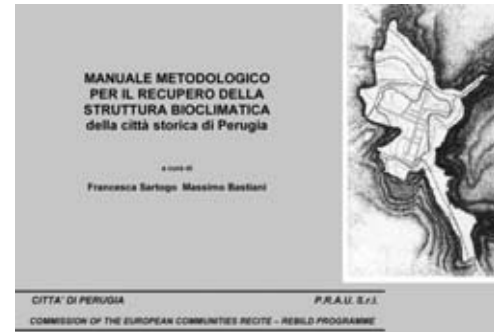 MANUALE METODOLOGICO
PER IL RECUPERO DELLA
STRUTTURA BIOCLIMATICA
della città storica di Perugia
a cura di
Francesca Sartogo Massimo Bastiani
CITTA' DI PERUGIA P.R.A.U. S.r.l.
COMMISSION OF THE EUROPEAN COMMUNITIES RECITE – REBILD PROGRAMME